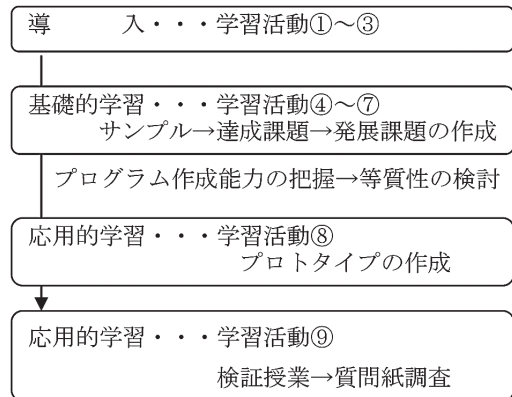 導　　入・・・学習活動①～③
基礎的学習・・・学習活動④～⑦
サンプル→達成課題→発展課題の作成
プログラム作成能力の把握→等質性の検討
応用的学習・・・学習活動⑧
プロトタイプの作成
応用的学習・・・学習活動⑨
検証授業→質問紙調査